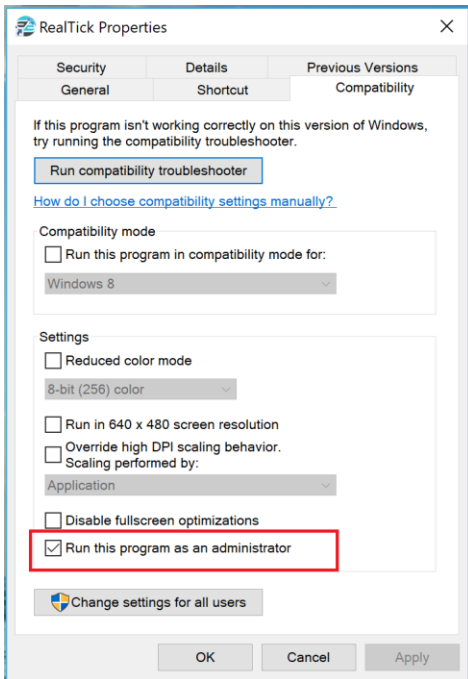 RealTick Properties
Security Details Previous Versions
General Shortcut Compatibility
If this program isn't working correctly on this version of Windows,
try running the compatibility troubleshooter.
Run compatibility troubleshooter
How do I choose compatibility settings manually?
Compatibility mode
Run this program in compatibility mode for:
Windows 8
Settings
Reduced color mode
8-bit (256) color
Run in 640 x 480 screen resolution
Override high DPI scaling behavior.
Scaling performed by:
Application
Disable fullscreen optimizations
Run this program as an administrator
Change settings for all users
OK Cancel Apply